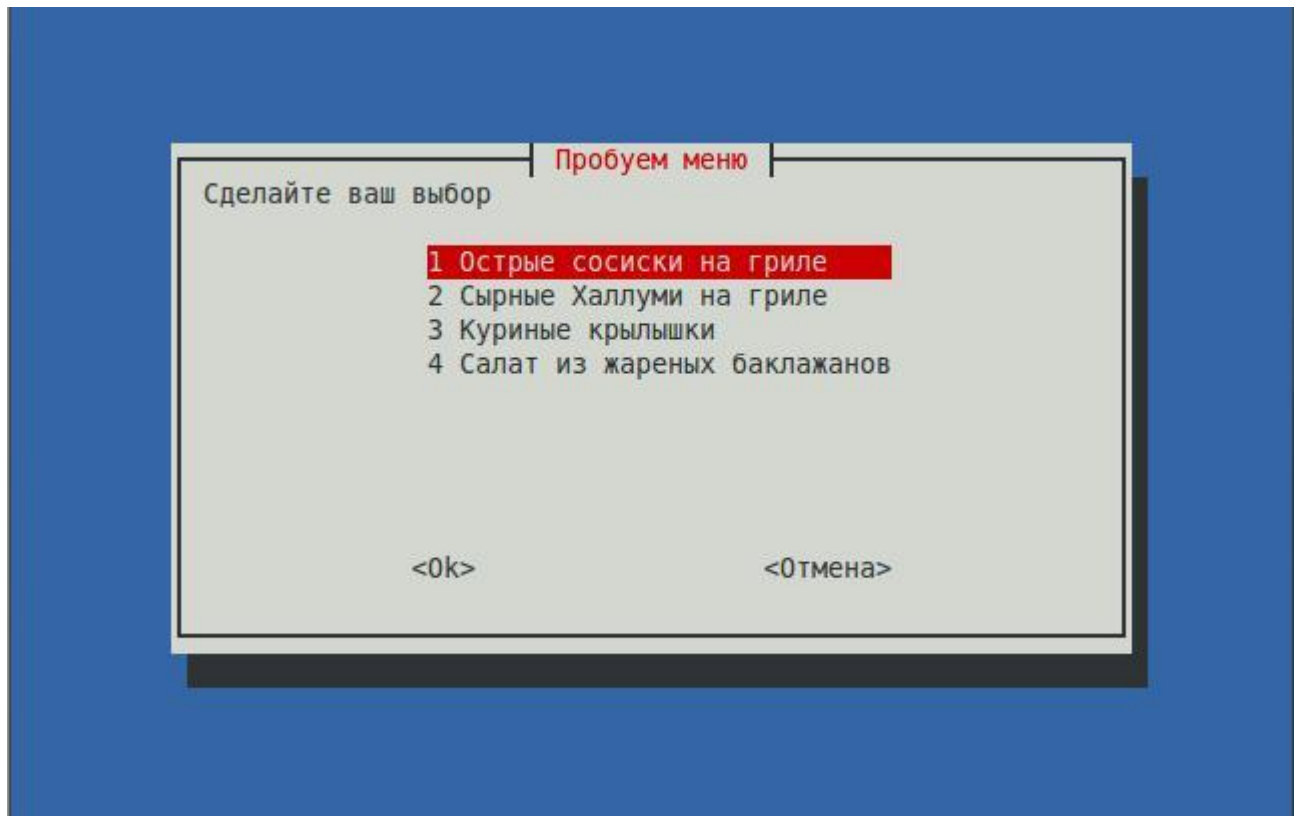 Пробуем меню
Сделайте ваш выбор
1 Острые сосиски на гриле
2 Сырные Халлуми на гриле
3 Куриные крылышки
4 Салат из жареных баклажанов
<Ok> <Отмена>